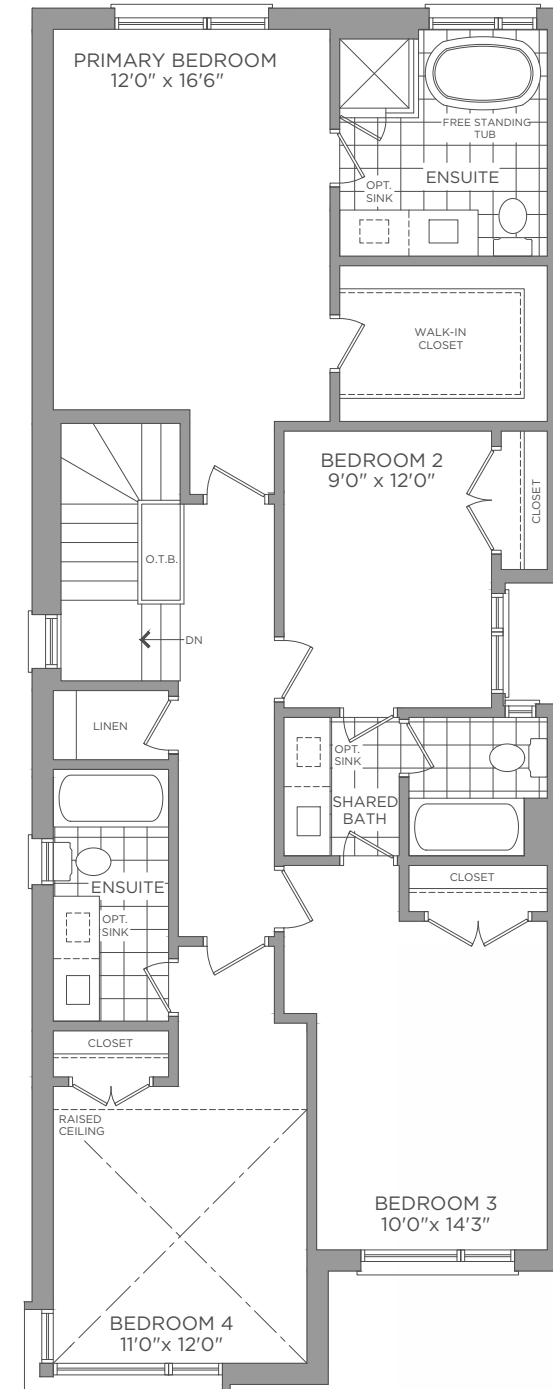 PRIMARY BEDROOM
12'0" x 16'6"
FREE STANDING
TUB
ENSUITE
OPT.
SINK
WALK-IN
CLOSET
BEDROOM 2
9'0" x 12'0"
CLOSET
O.T.B.
DN
LINEN
OPT.
SINK
SHARED
BATH
ENSUITE
OPT.
SINK
CLOSET
CLOSET
RAISED
CEILING
BEDROOM 3
10'0"x 14'3"
BEDROOM 4
11'0"x 12'0"